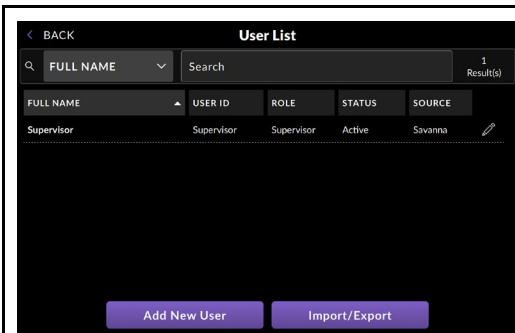 BACK
User List
FULL NAME
Search
1
Result(s)
FULL NAME USER ID ROLE STATUS SOURCE
Supervisor Supervisor Supervisor Active Savanna
Add New User Import/Export